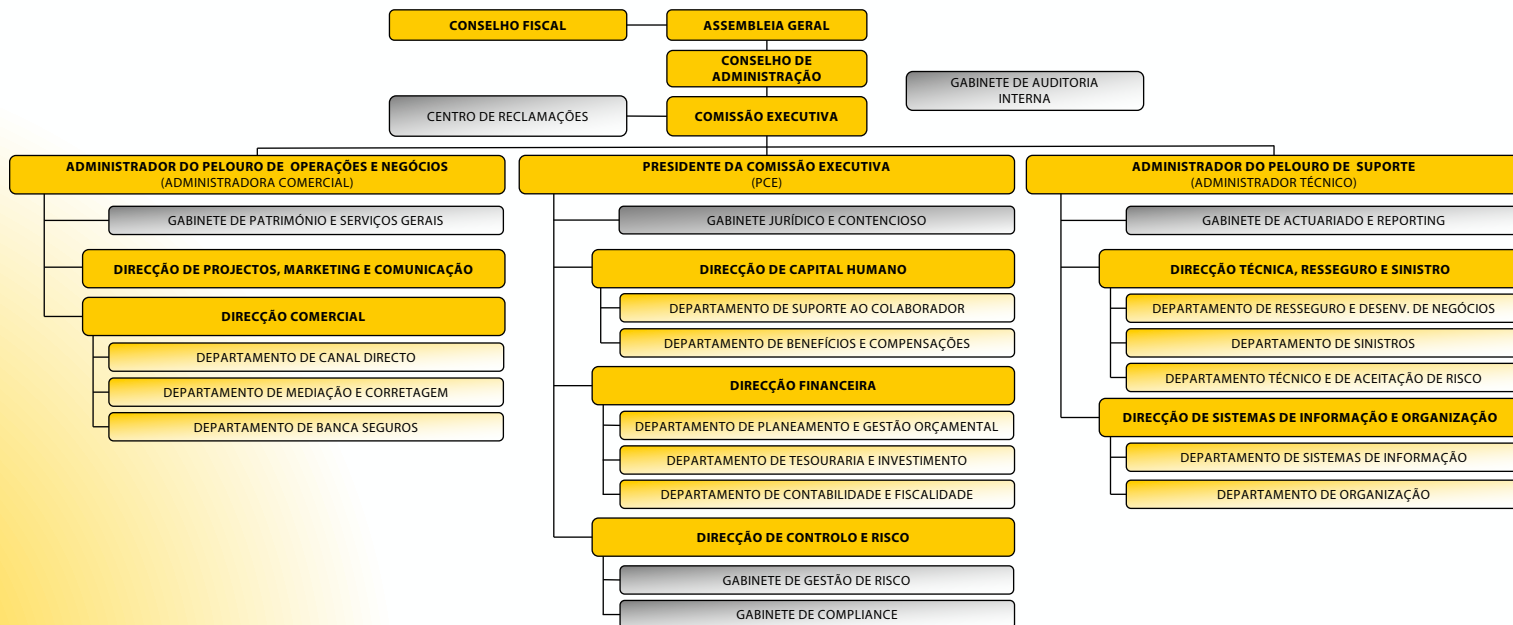 CONSELHO FISCAL
ASSEMBLEIA GERAL
CONSELHO DE
ADMINISTRAÇÃO
GABINETE DE AUDITORIA
INTERNA
CENTRO DE RECLAMAÇÕES
COMISSÃO EXECUTIVA
ADMINISTRADOR DO PELOURO DE OPERAÇÕES E NEGÓCIOS
(ADMINISTRADORA COMERCIAL)
GABINETE DE PATRIMÓNIO E SERVIÇOS GERAIS
DIRECÇÃO DE PROJECTOS, MARKETING E COMUNICAÇÃO
DIRECÇÃO COMERCIAL
DEPARTAMENTO DE CANAL DIRECTO
DEPARTAMENTO DE MEDIAÇÃO E CORRETAGEM
DEPARTAMENTO DE BANCA SEGUROS
PRESIDENTE DA COMISSÃO EXECUTIVA
(PCE)
GABINETE JURÍDICO E CONTENCIOSO
DIRECÇÃO DE CAPITAL HUMANO
DEPARTAMENTO DE SUPORTE AO COLABORADOR
DEPARTAMENTO DE BENEFÍCIOS E COMPENSAÇÕES
DIRECÇÃO FINANCEIRA
DEPARTAMENTO DE PLANEAMENTO E GESTÃO ORÇAMENTAL
DEPARTAMENTO DE TESOURARIA E INVESTIMENTO
DEPARTAMENTO DE CONTABILIDADE E FISCALIDADE
DIRECÇÃO DE CONTROLO E RISCO
GABINETE DE GESTÃO DE RISCO
GABINETE DE COMPLIANCE
ADMINISTRADOR DO PELOURO DE SUPORTE
(ADMINISTRADOR TÉCNICO)
GABINETE DE ACTUARIADO E REPORTING
DIRECÇÃO TÉCNICA, RESSEGURO E SINISTRO
DEPARTAMENTO DE RESSEGURO E DESENV. DE NEGÓCIOS
DEPARTAMENTO DE SINISTROS
DEPARTAMENTO TÉCNICO E DE ACEITAÇÃO DE RISCO
DIRECÇÃO DE SISTEMAS DE INFORMAÇÃO E ORGANIZAÇÃO
DEPARTAMENTO DE SISTEMAS DE INFORMAÇÃO
DEPARTAMENTO DE ORGANIZAÇÃO